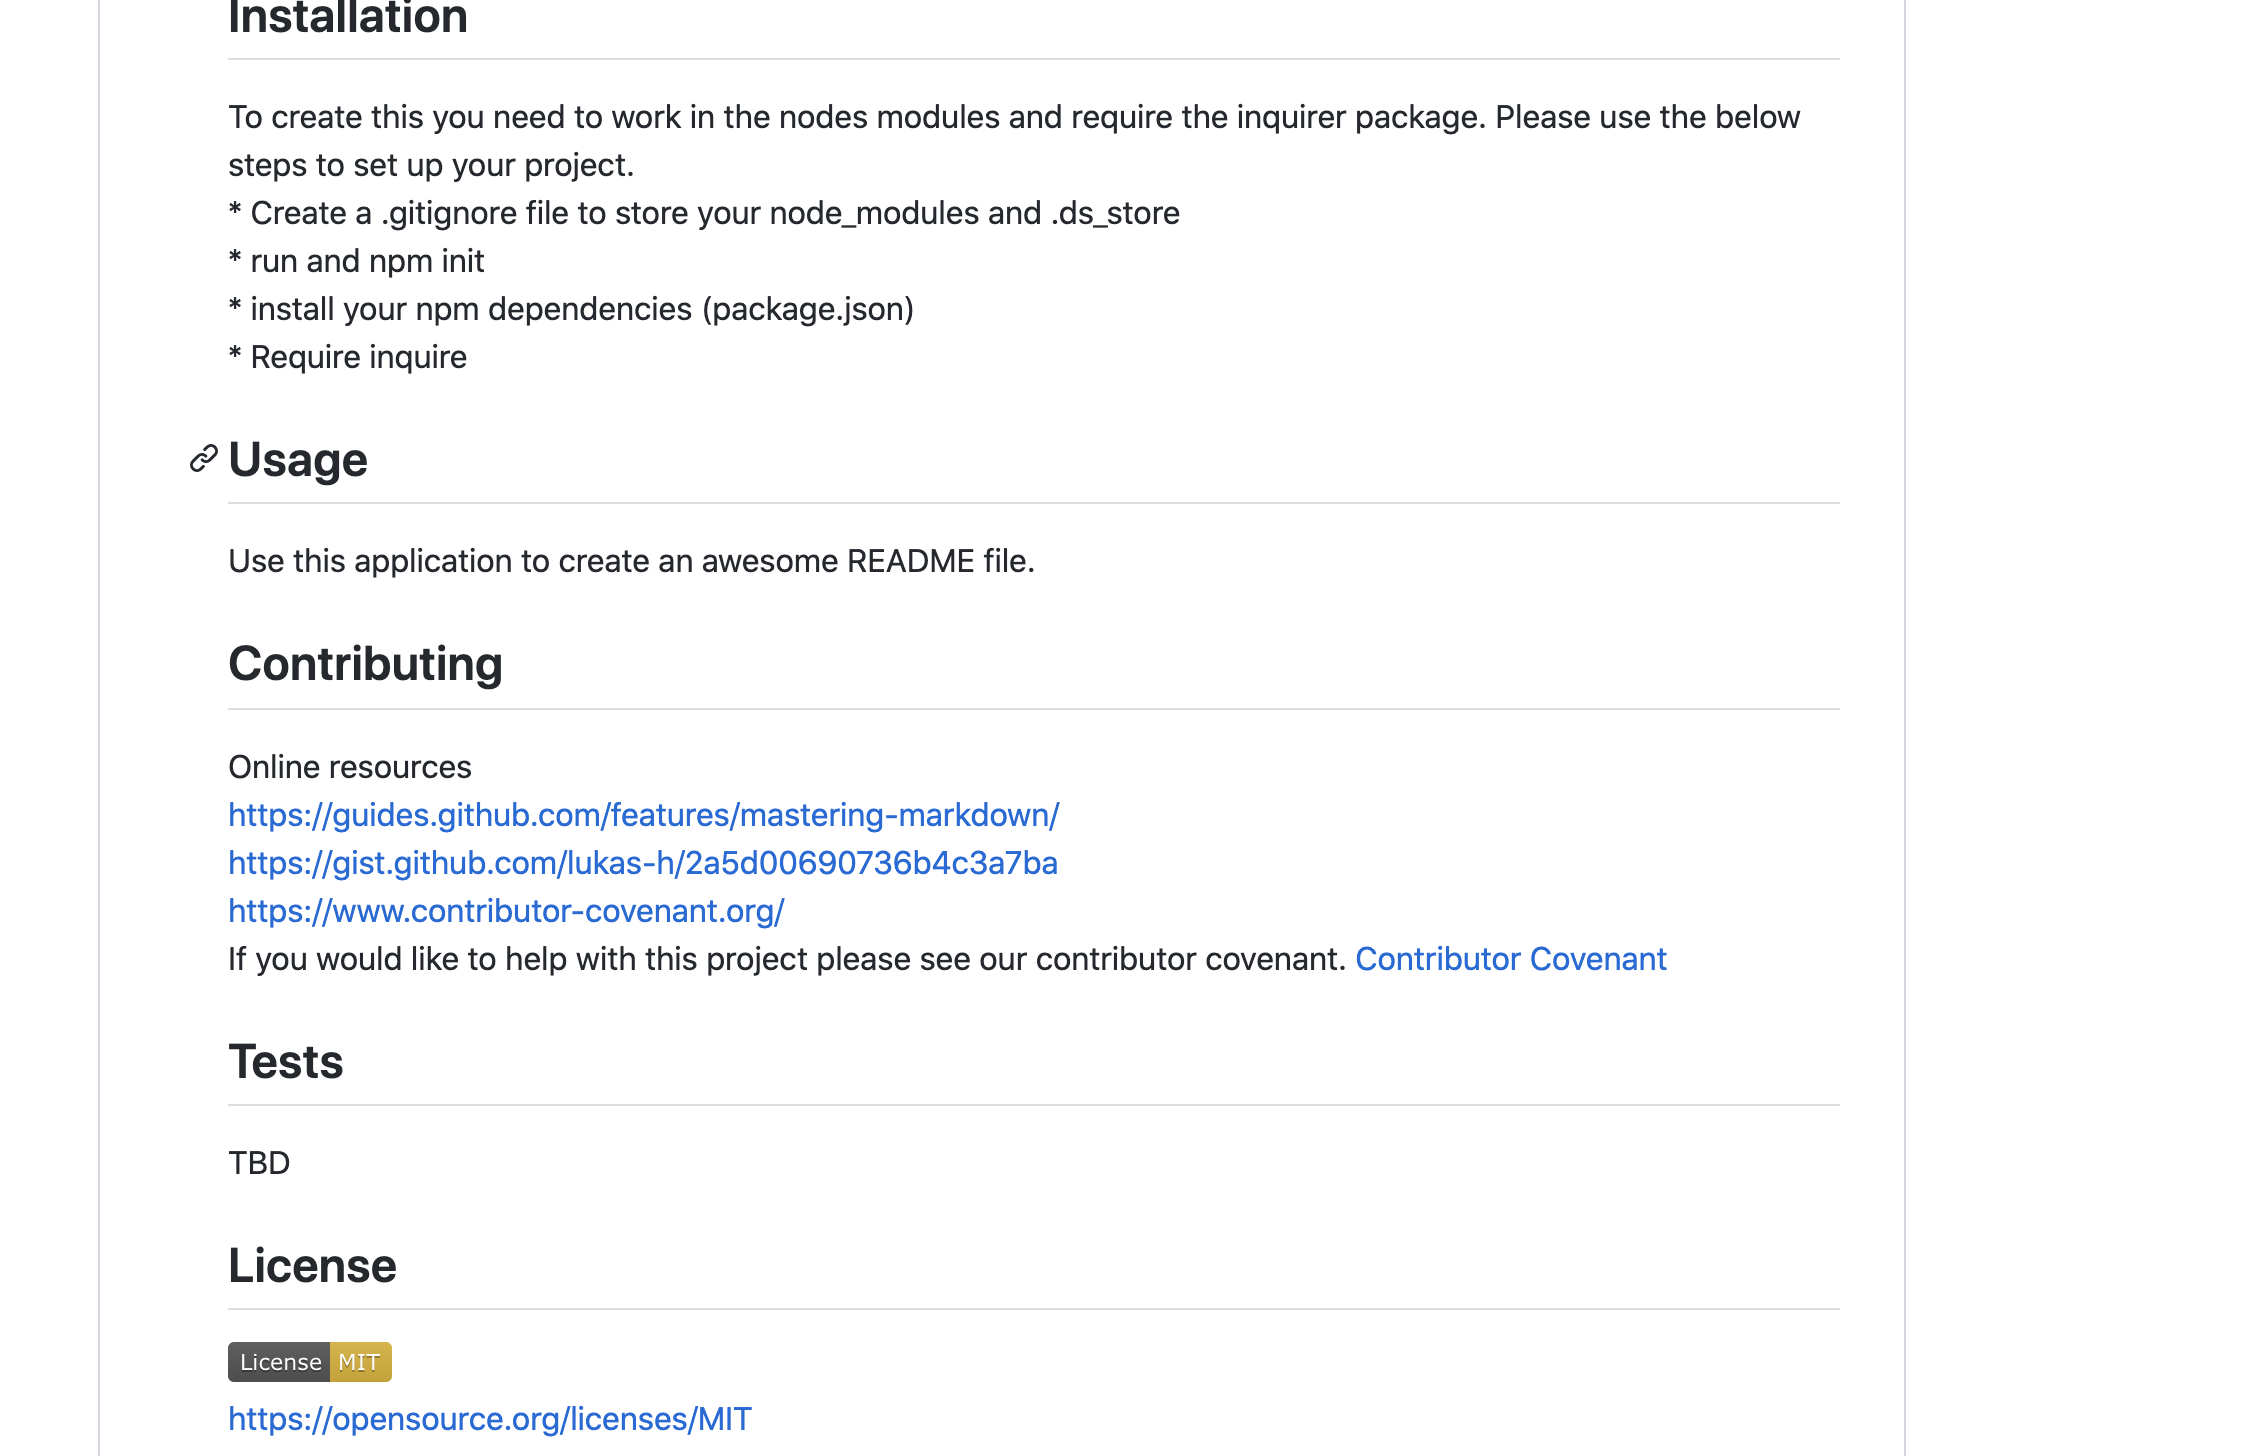 Installation
To create this you need to work in the nodes modules and require the inquirer package. Please use the below
steps to set up your project.
* Create a .gitignore file to store your node_modules and .ds_store
* run and npm init
* install your npm dependencies (package.json)
* Require inquire
Usage
Use this application to create an awesome README file.
Contributing
Online resources
https://guides.github.com/features/mastering-markdown/
https://gist.github.com/lukas-h/2a5d00690736b4c3a7ba
https://www.contributor-covenant.org/
If you would like to help with this project please see our contributor covenant. Contributor Covenant
Tests
TBD
License
License MIT
https://opensource.org/licenses/MIT